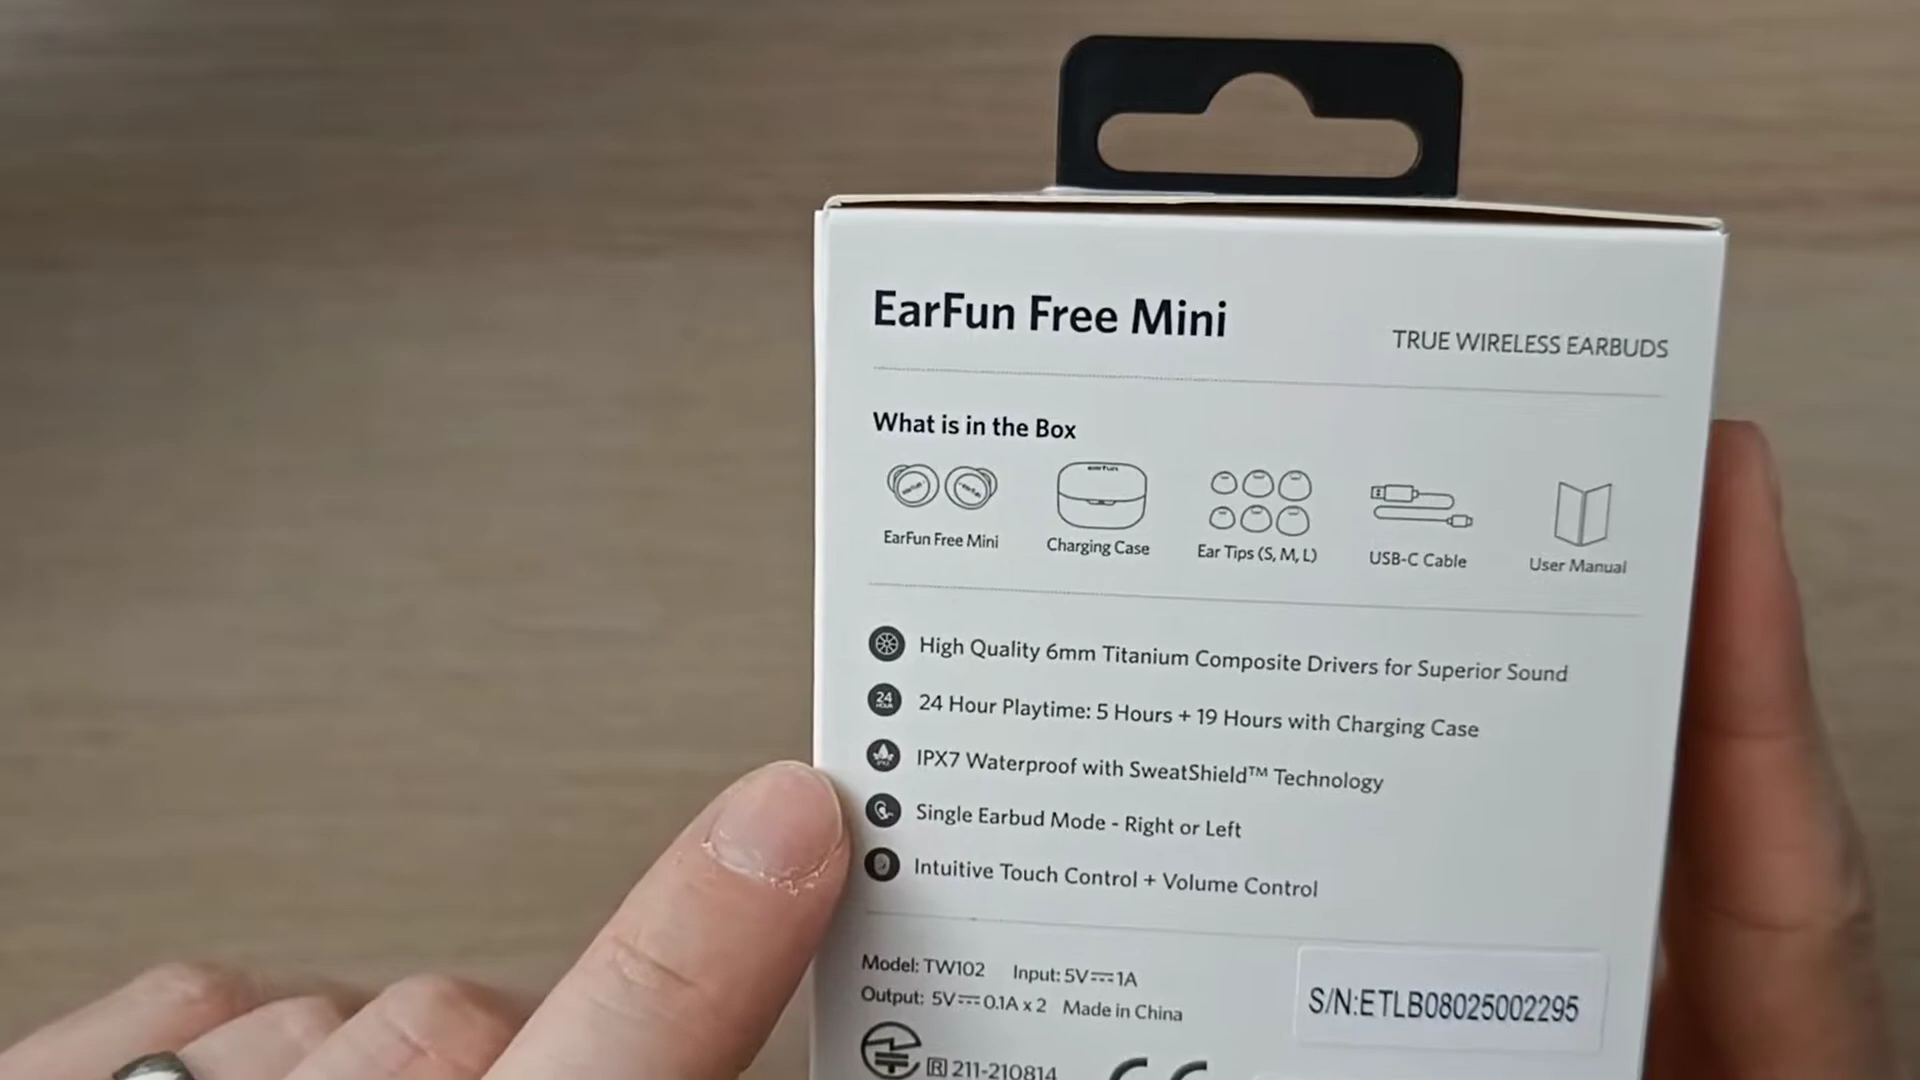 EarFun Free Mini
TRUE WIRELESS EARBUDS
What is in the Box
EarFun Free Mini
Charging Case
Ear Tips (S, M, L)
USB-C Cable
User Manual
High Quality 6mm Titanium Composite Drivers for Superior Sound
24 HOUR
24 Hour Playtime: 5 Hours + 19 Hours with Charging Case
IPX7 Waterproof with SweatShield™ Technology
Single Earbud Mode - Right or Left
Intuitive Touch Control + Volume Control
Model: TW102 Input: 5V⎓1A
Output: 5V⎓0.1A x 2 Made in China
S/N:ETLB08025002295
R 211-210814
CE